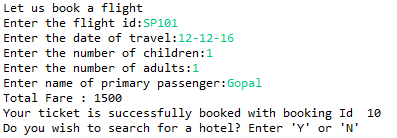 Let us book a flight
Enter the flight id:SP101
Enter the date of travel:12-12-16
Enter the number of children:1
Enter the number of adults:1
Enter name of primary passenger:Gopal
Total Fare : 1500
Your ticket is successfully booked with booking Id  10
Do you wish to search for a hotel? Enter 'Y' or 'N'